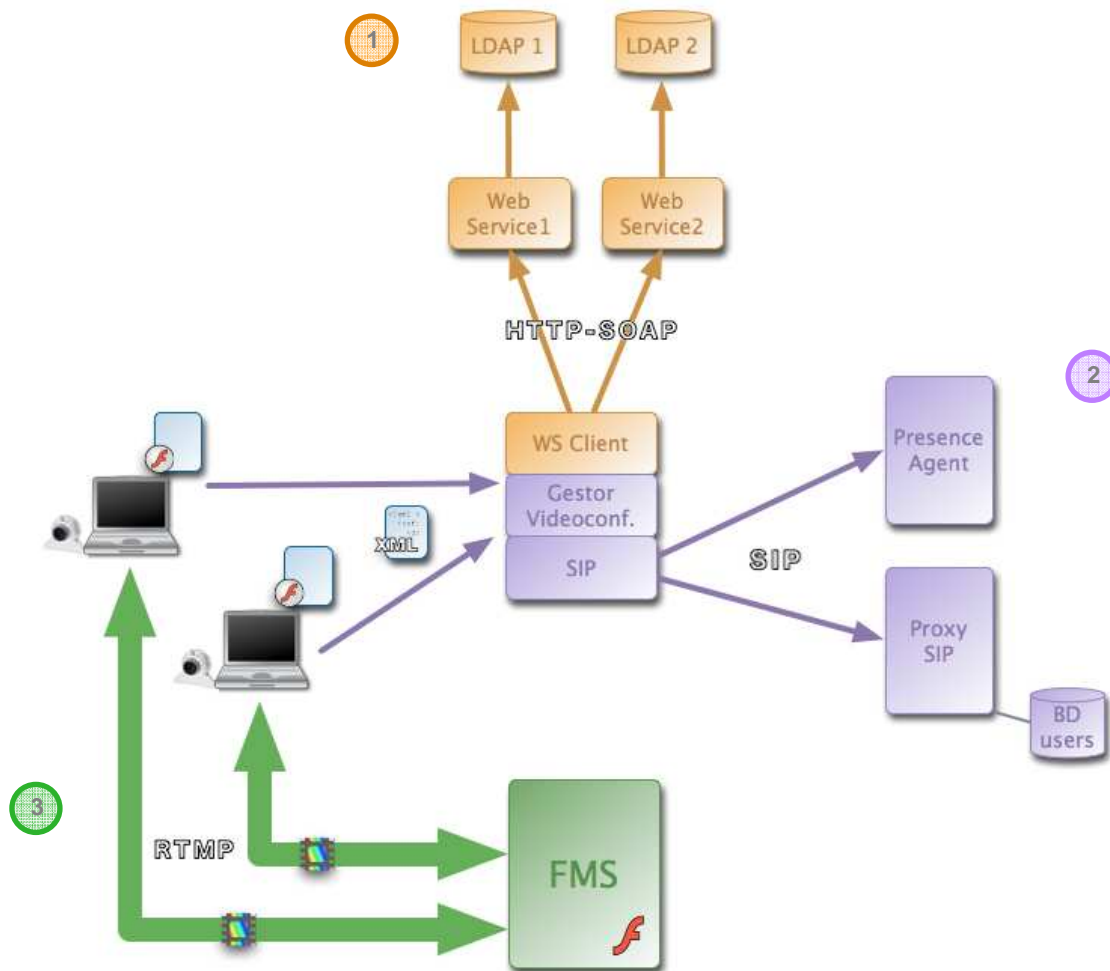 1
LDAP 1
LDAP 2
Web
Service1
Web
Service2
HTTP-SOAP
2
WS Client
Gestor
Videoconf.
SIP
Presence
Agent
XML
SIP
Proxy
SIP
BD
users
3
RTMP
FMS